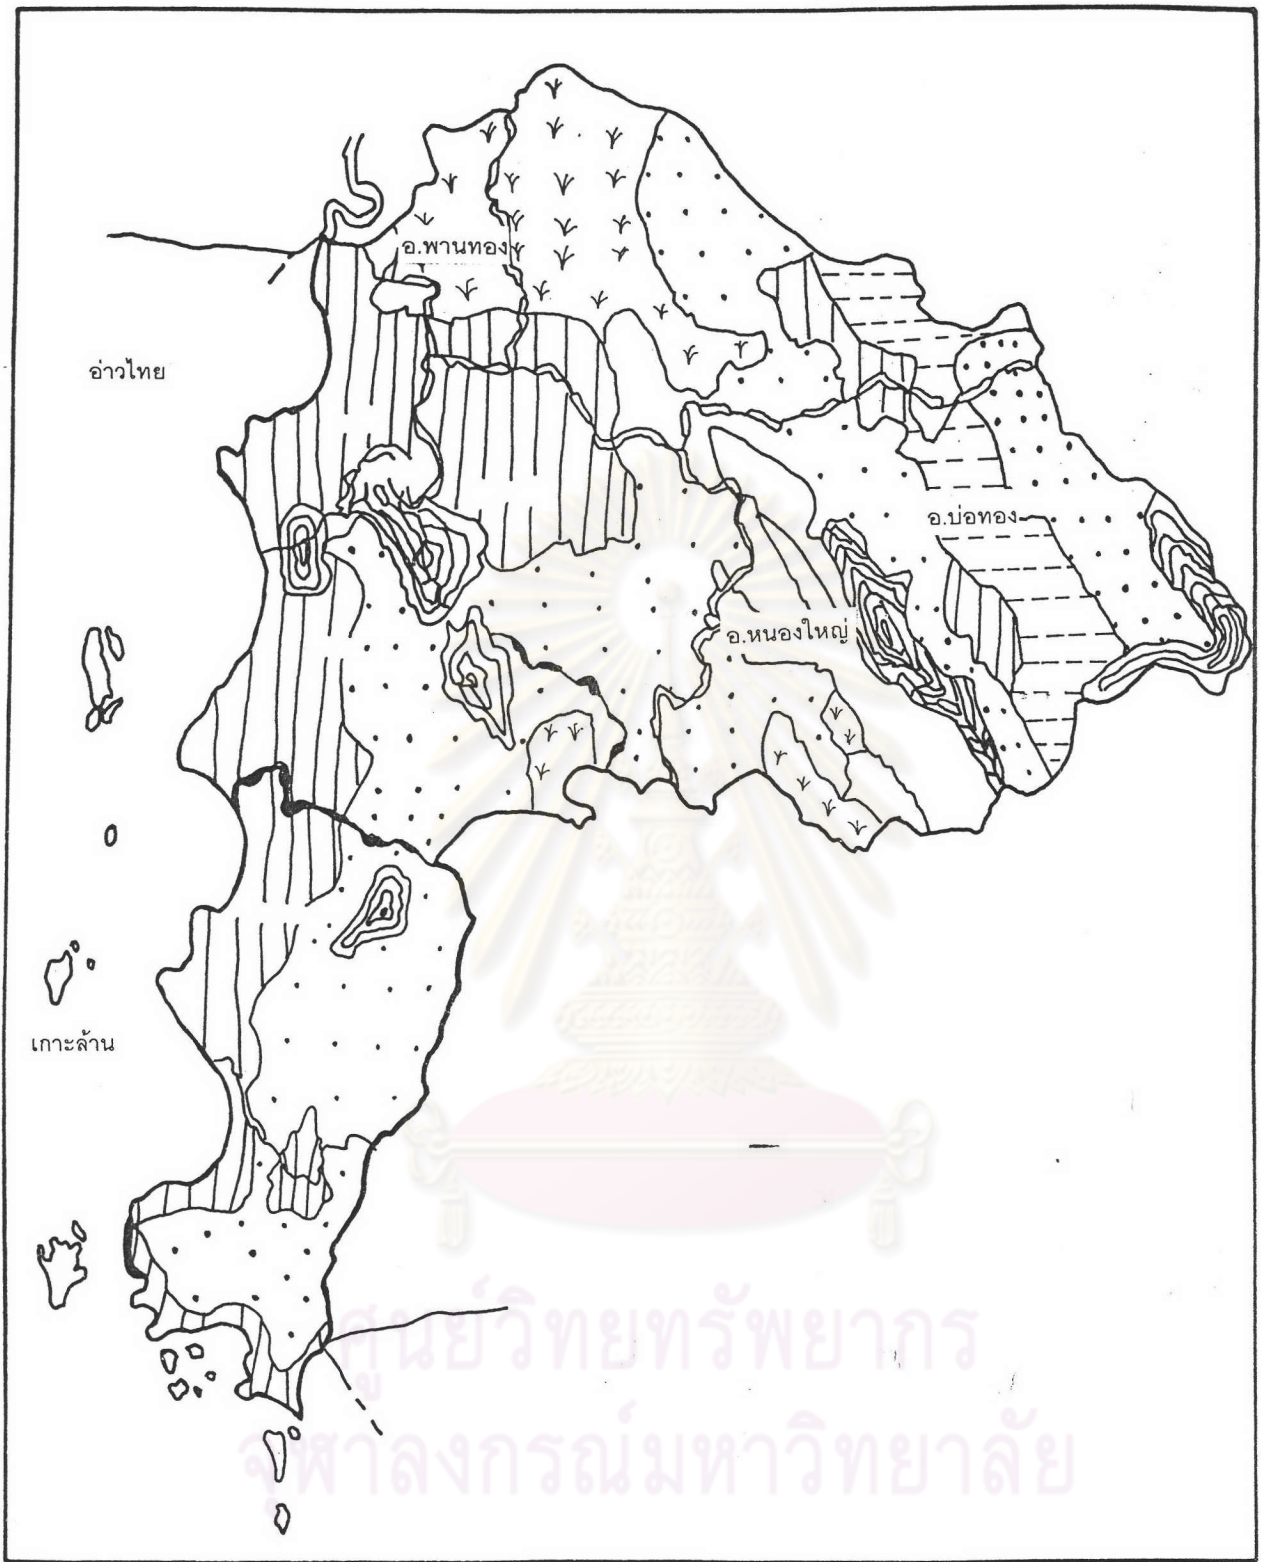 อ.พานทอง
อ่าวไทย
อ.บ่อทอง
อ.หนองใหญ่
เกาะล้าน
ศูนย์วิทยทรัพยากร
จุฬาลงกรณ์มหาวิทยาลัย